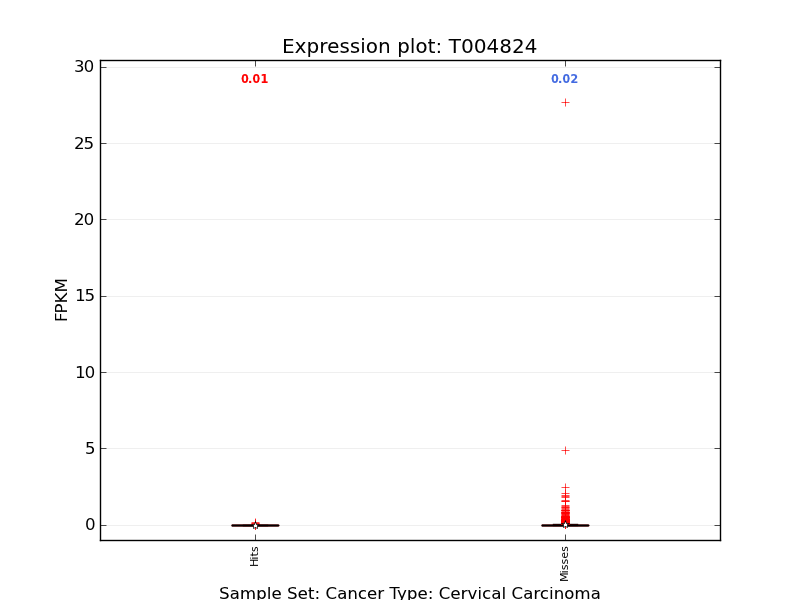 Expression plot: T004824
0.01
0.02
30
25
20
15
10
5
0
FPKM
Hits
Misses
Sample Set: Cancer Type: Cervical Carcinoma